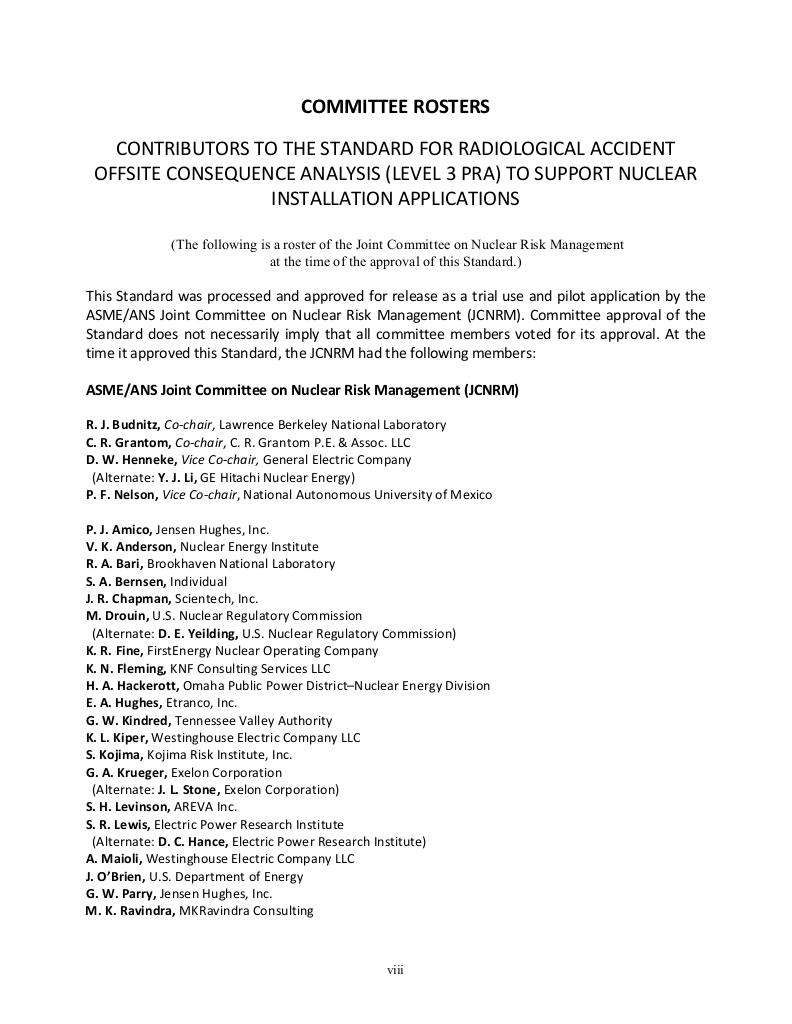 COMMITTEE ROSTERS
CONTRIBUTORS TO THE STANDARD FOR RADIOLOGICAL ACCIDENT
OFFSITE CONSEQUENCE ANALYSIS (LEVEL 3 PRA) TO SUPPORT NUCLEAR
INSTALLATION APPLICATIONS
(The following is a roster of the Joint Committee on Nuclear Risk Management
at the time of the approval of this Standard.)
This Standard was processed and approved for release as a trial use and pilot application by the
ASME/ANS Joint Committee on Nuclear Risk Management (JCNRM). Committee approval of the
Standard does not necessarily imply that all committee members voted for its approval. At the
time it approved this Standard, the JCNRM had the following members:
ASME/ANS Joint Committee on Nuclear Risk Management (JCNRM)
R. J. Budnitz, Co-chair, Lawrence Berkeley National Laboratory
C. R. Grantom, Co-chair, C. R. Grantom P.E. & Assoc. LLC
D. W. Henneke, Vice Co-chair, General Electric Company
(Alternate: Y. J. Li, GE Hitachi Nuclear Energy)
P. F. Nelson, Vice Co-chair, National Autonomous University of Mexico
P. J. Amico, Jensen Hughes, Inc.
V. K. Anderson, Nuclear Energy Institute
R. A. Bari, Brookhaven National Laboratory
S. A. Bernsen, Individual
J. R. Chapman, Scientech, Inc.
M. Drouin, U.S. Nuclear Regulatory Commission
(Alternate: D. E. Yeilding, U.S. Nuclear Regulatory Commission)
K. R. Fine, FirstEnergy Nuclear Operating Company
K. N. Fleming, KNF Consulting Services LLC
H. A. Hackerott, Omaha Public Power District–Nuclear Energy Division
E. A. Hughes, Etranco, Inc.
G. W. Kindred, Tennessee Valley Authority
K. L. Kiper, Westinghouse Electric Company LLC
S. Kojima, Kojima Risk Institute, Inc.
G. A. Krueger, Exelon Corporation
(Alternate: J. L. Stone, Exelon Corporation)
S. H. Levinson, AREVA Inc.
S. R. Lewis, Electric Power Research Institute
(Alternate: D. C. Hance, Electric Power Research Institute)
A. Maioli, Westinghouse Electric Company LLC
J. O’Brien, U.S. Department of Energy
G. W. Parry, Jensen Hughes, Inc.
M. K. Ravindra, MKRavindra Consulting
viii